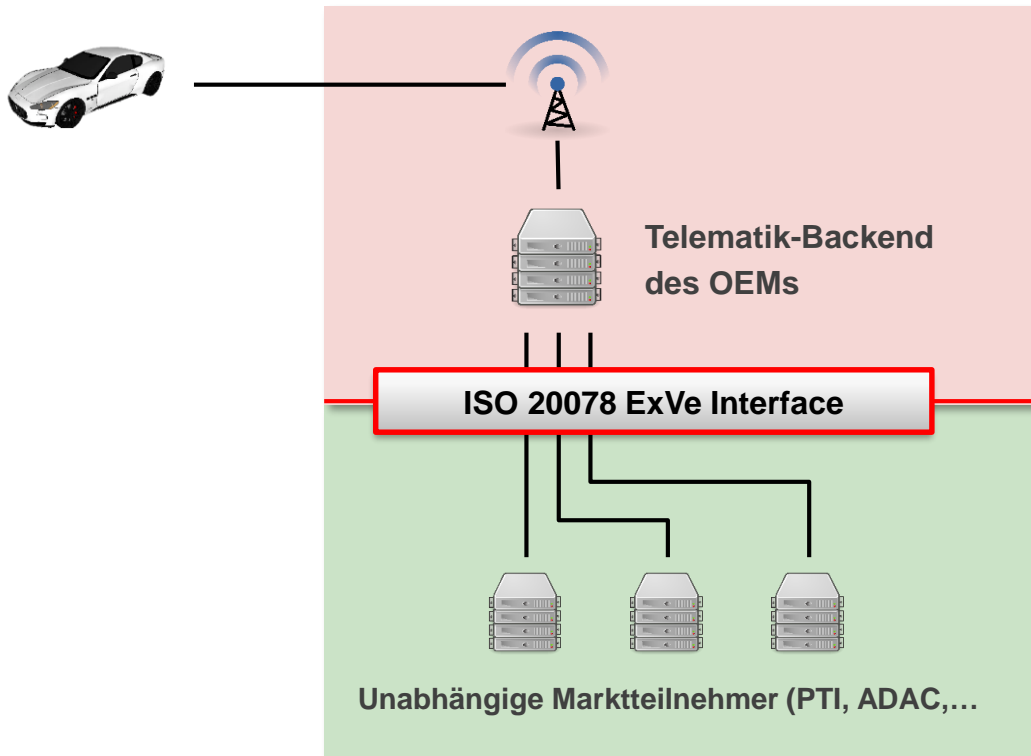 Telematik-Backend
des OEMs
ISO 20078 ExVe Interface
Unabhängige Marktteilnehmer (PTI, ADAC,…